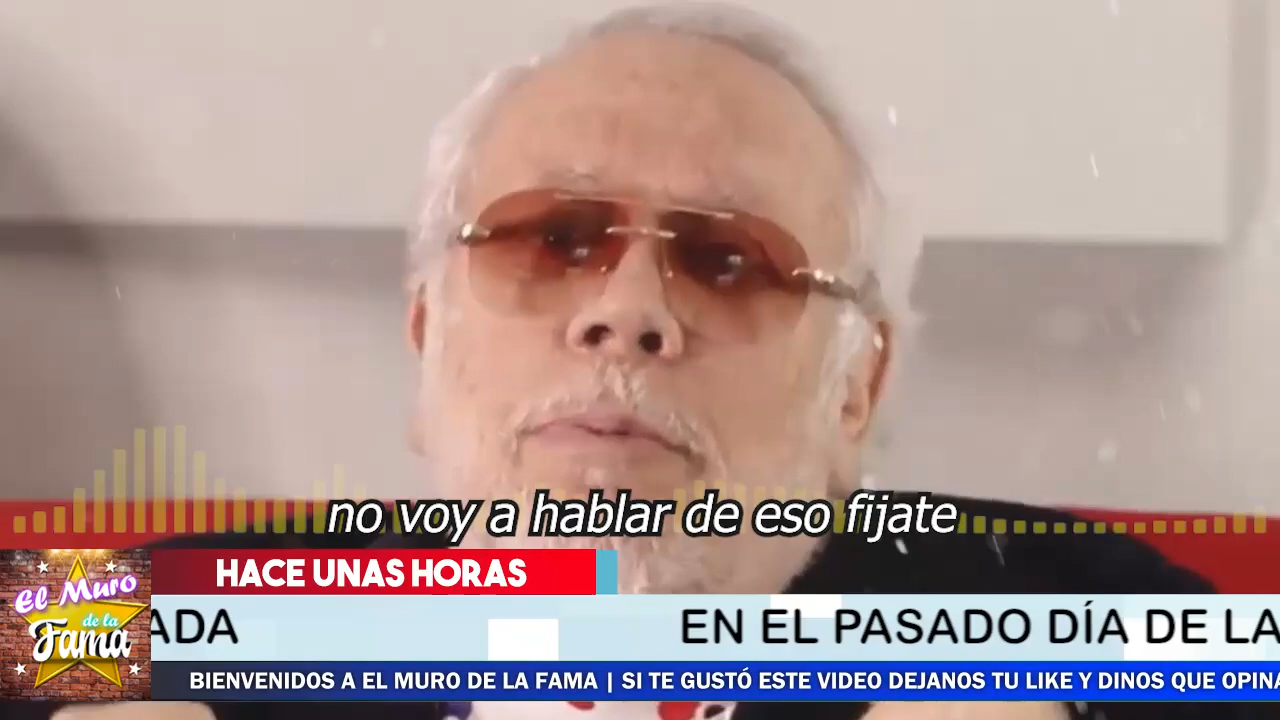 no voy a hablar de eso fijate
HACE UNAS HORAS
El Muro
de la
Fama
ADA EN EL PASADO DÍA DE LA
BIENVENIDOS A EL MURO DE LA FAMA | SI TE GUSTÓ ESTE VIDEO DEJANOS TU LIKE Y DINOS QUE OPINA